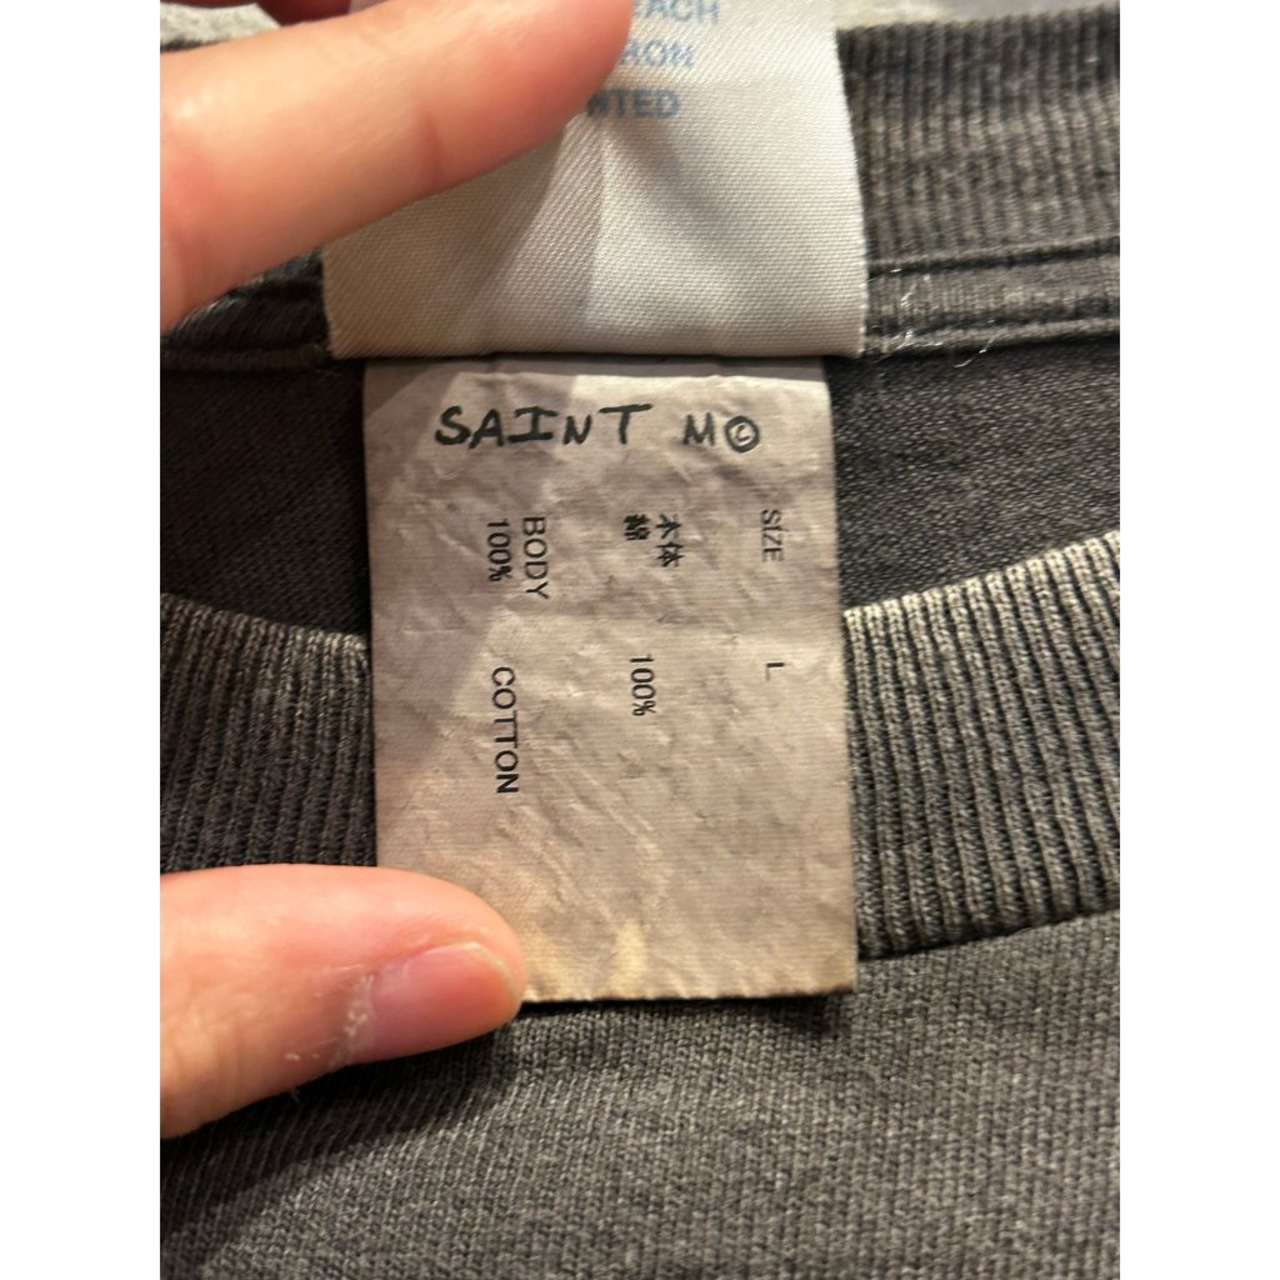 SAINT M©
SIZE L
本体
綿 100%
BODY
100% COTTON